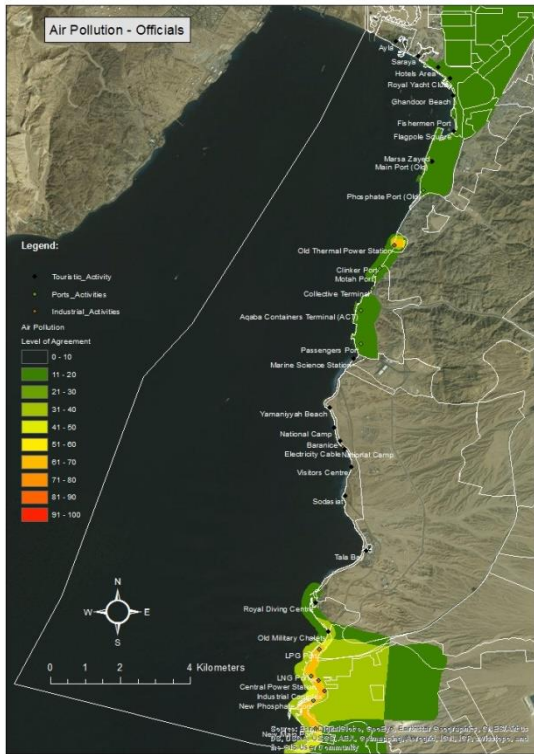 Air Pollution - Officials
Ayla
Saraya
Hotels Area
Royal Yacht Club
Ghandoor Beach
Fishermen Port
Flagpole Square
Marsa Zayed
Main Port (Old)
Phosphate Port (Old)
Old Thermal Power Station
Clinker Port
Motah Port
Collective Terminal
Aqaba Containers Terminal (ACT)
Passengers Port
Marine Science Station
Yamaniyyah Beach
National Camp
Baranice
Electricity Cable
National Camp
Visitors Centre
Sodasiat
Tala Bay
Royal Diving Centre
Old Military Chalets
LPG
LNG
Central Power Station
Industrial
New Phosphate
New
Legend:
Touristic_Activity
Ports_Activities
Industrial_Activities
Air Pollution
Level of Agreement
0 - 10
11 - 20
21 - 30
31 - 40
41 - 50
51 - 60
61 - 70
71 - 80
81 - 90
91 - 100
N
W E
S
0 1 2 4 Kilometers
Community